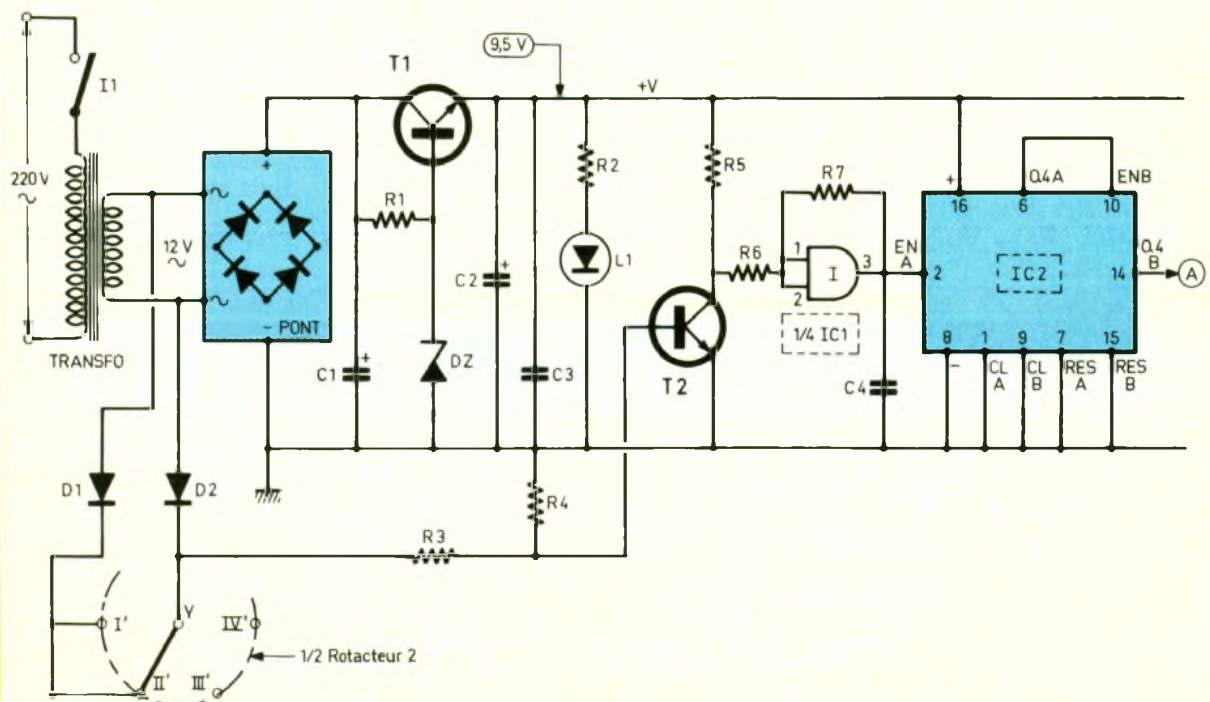 I1
220 V
~
TRANSFO
12 V
~
+
~
~
- PONT
T1
R1
C1
+
DZ
C2
+
C3
9,5 V
+V
R2
L1
R5
R6
R7
1
2
I
3
1/4 IC1
T2
C4
EN A
2
+
16
Q4A
6
ENB
10
IC2
Q4 B
14
A
8
-
1
CL A
9
CL B
7
RES A
15
RES B
D1
D2
R3
R4
I'
Y
IV'
II'
III'
1/2 Rotacteur 2